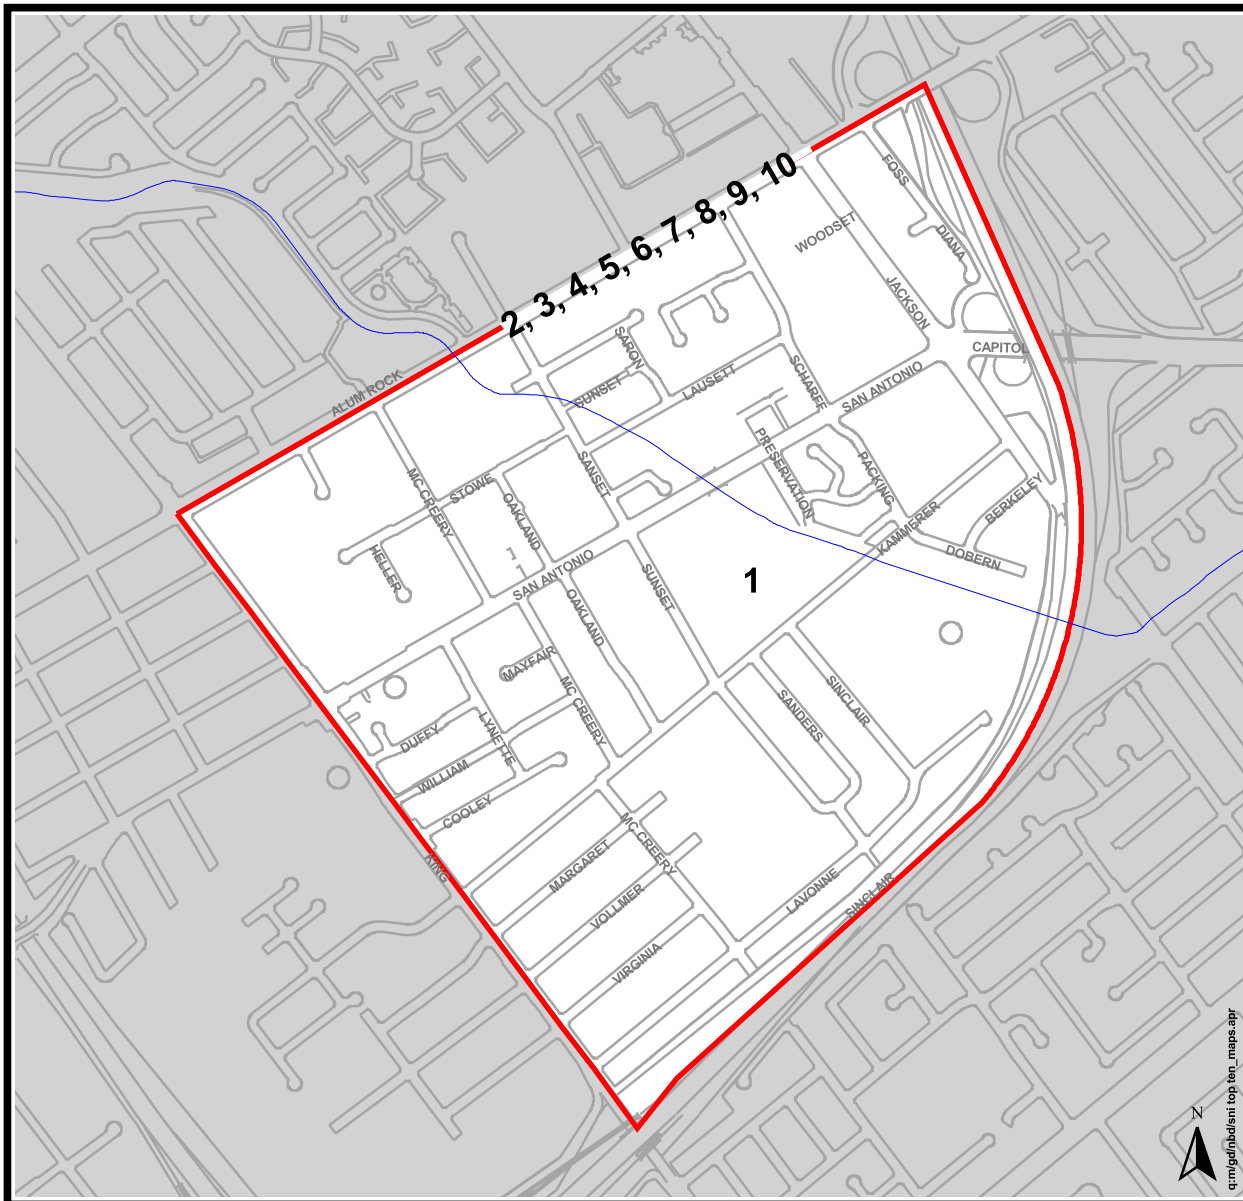 2, 3, 4, 5, 6, 7, 8, 9, 10
FOSS
WOODSET
DIANA
JACKSON
CAPITOL
SARON
SUNSET
LAUSETT
SCHARFF
SAN ANTONIO
ALUM ROCK
MC CREERY
STOWE
OAKLAND
SANSET
PRESERVATION
PACKING
KAMMERER
BERKELEY
DOBERN
HELLER
SAN ANTONIO
OAKLAND
SUNSET
1
MAYFAIR
MC CREERY
LYNETTE
DUFFY
WILLIAM
COOLEY
SINCLAIR
SANDERS
KING
MARGARET
MC CREERY
VOLLMER
VIRGINIA
LAVONNE
SINCLAIR
N
q:m/gd/nbd/sni top ten_maps.apr